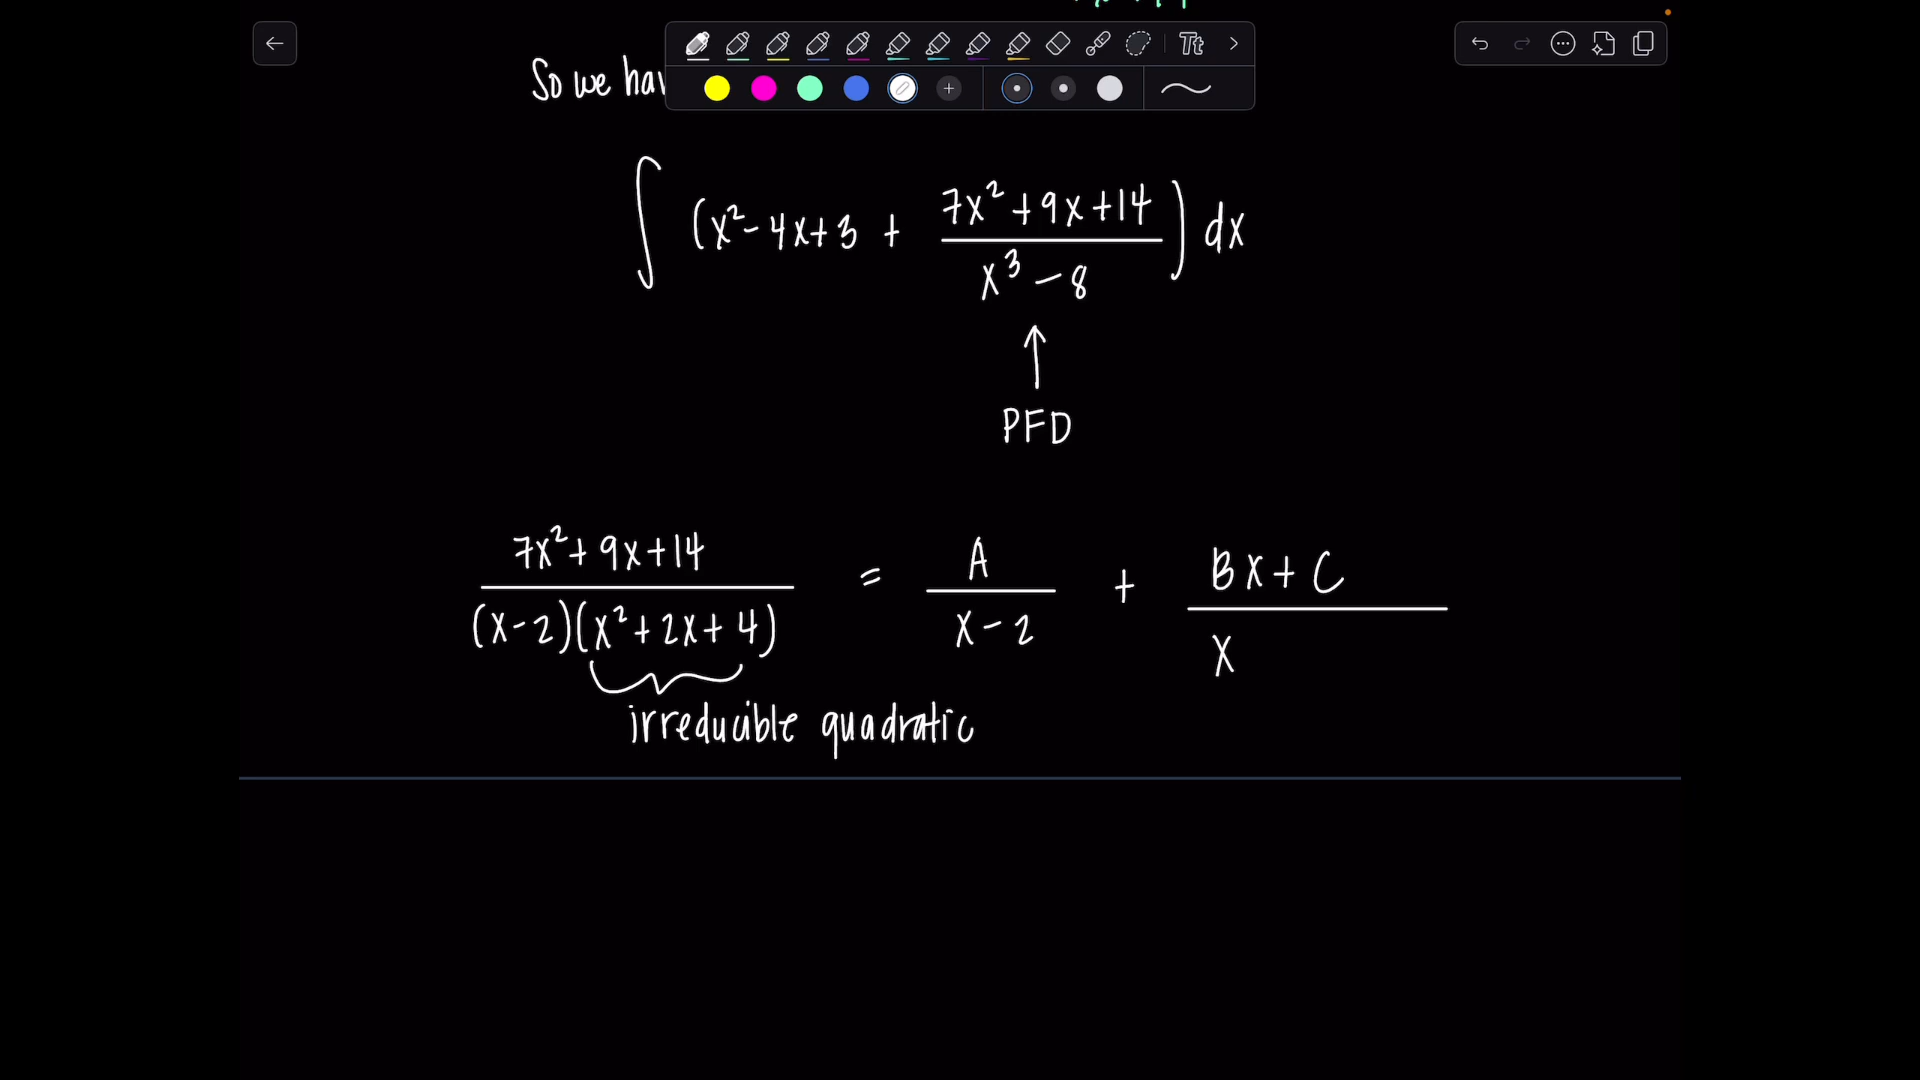 So we hav
∫ (x² - 4x + 3 + (7x² + 9x + 14)/(x³ - 8)) dx
↑
PFD
(7x² + 9x + 14)/((x - 2)(x² + 2x + 4)) = A/(x - 2) + (Bx + C)/x
irreducible quadratic